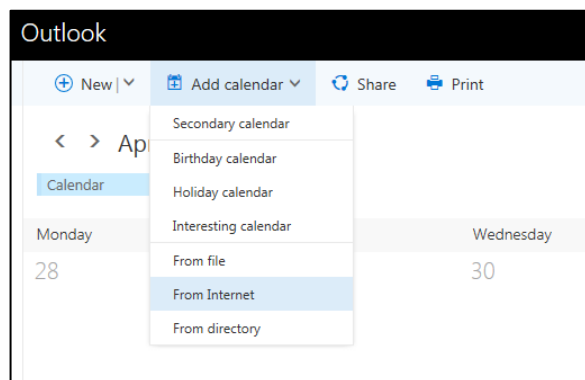 Outlook
New | Add calendar Share Print
Secondary calendar
Birthday calendar
Holiday calendar
Interesting calendar
From file
From Internet
From directory
Calendar
Monday Wednesday
28 30